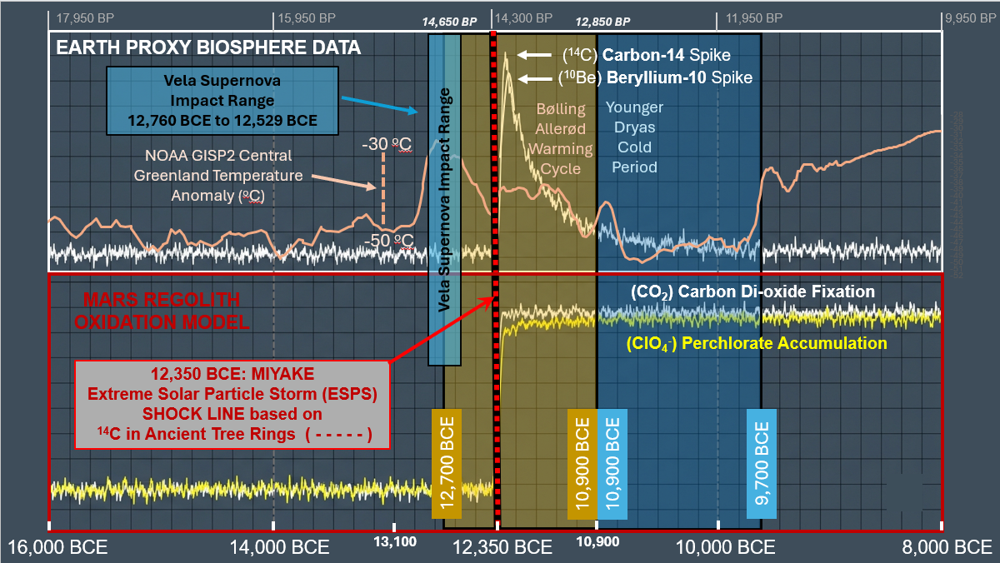 17,950 BP
15,950 BP
14,650 BP
14,300 BP
12,850 BP
11,950 BP
9,950 BP
EARTH PROXY BIOSPHERE DATA
(¹⁴C) Carbon-14 Spike
(¹⁰Be) Beryllium-10 Spike
Vela Supernova
Impact Range
12,760 BCE to 12,529 BCE
Vela Supernova Impact Range
Bølling
Allerød
Warming
Cycle
Younger
Dryas
Cold
Period
-30 ºC
NOAA GISP2 Central
Greenland Temperature
Anomaly (ºC)
-50 ºC
MARS REGOLITH
OXIDATION MODEL
(CO₂) Carbon Di-oxide Fixation
(ClO₄⁻) Perchlorate Accumulation
12,350 BCE: MIYAKE
Extreme Solar Particle Storm (ESPS)
SHOCK LINE based on
¹⁴C in Ancient Tree Rings ( - - - - - )
12,700 BCE
10,900 BCE
10,900 BCE
9,700 BCE
16,000 BCE
14,000 BCE
13,100
12,350 BCE
10,900
10,000 BCE
8,000 BCE